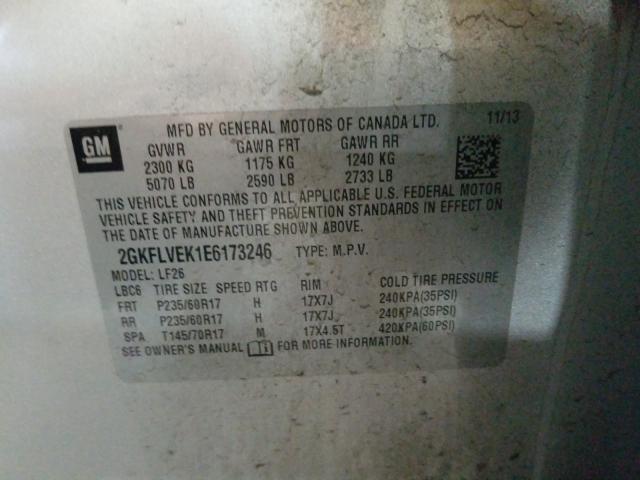 GM
MFD BY GENERAL MOTORS OF CANADA LTD. 11/13
GVWR GAWR FRT GAWR RR
2300 KG 1175 KG 1240 KG
5070 LB 2590 LB 2733 LB
THIS VEHICLE CONFORMS TO ALL APPLICABLE U.S. FEDERAL MOTOR
VEHICLE SAFETY AND THEFT PREVENTION STANDARDS IN EFFECT ON
THE DATE OF MANUFACTURE SHOWN ABOVE.
2GKFLVEK1E6173246 TYPE: M.P.V.
MODEL: LF26
LBC6 TIRE SIZE SPEED RTG RIM COLD TIRE PRESSURE
FRT P235/60R17 H 17X7J 240KPA(35PSI)
RR P235/60R17 H 17X7J 240KPA(35PSI)
SPA T145/70R17 M 17X4.5T 420KPA(60PSI)
SEE OWNER'S MANUAL FOR MORE INFORMATION.